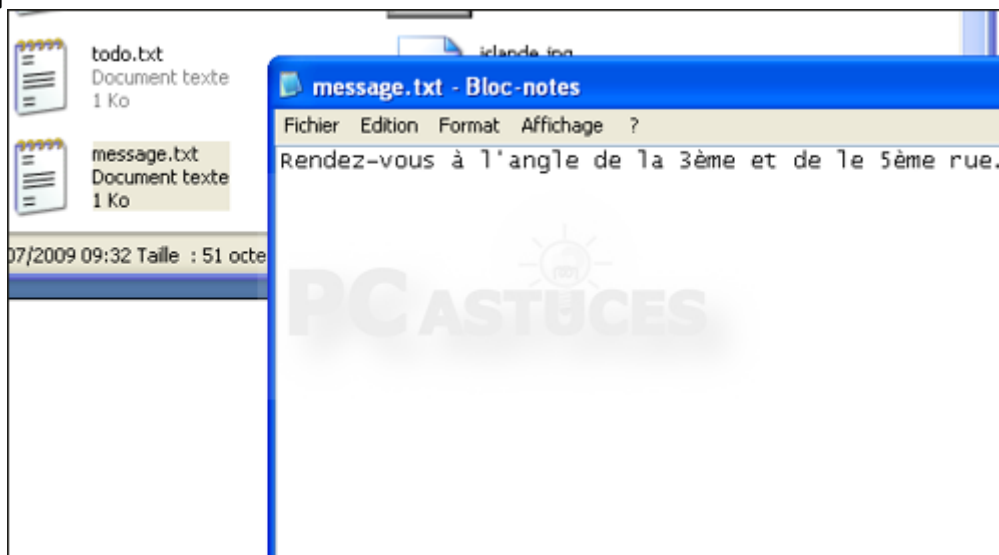 todo.txt
Document texte
1 Ko
islande.jpg
message.txt - Bloc-notes
Fichier Edition Format Affichage ?
Rendez-vous à l'angle de la 3ème et de le 5ème rue.
message.txt
Document texte
1 Ko
07/2009 09:32 Taille : 51 octe
PC ASTUCES